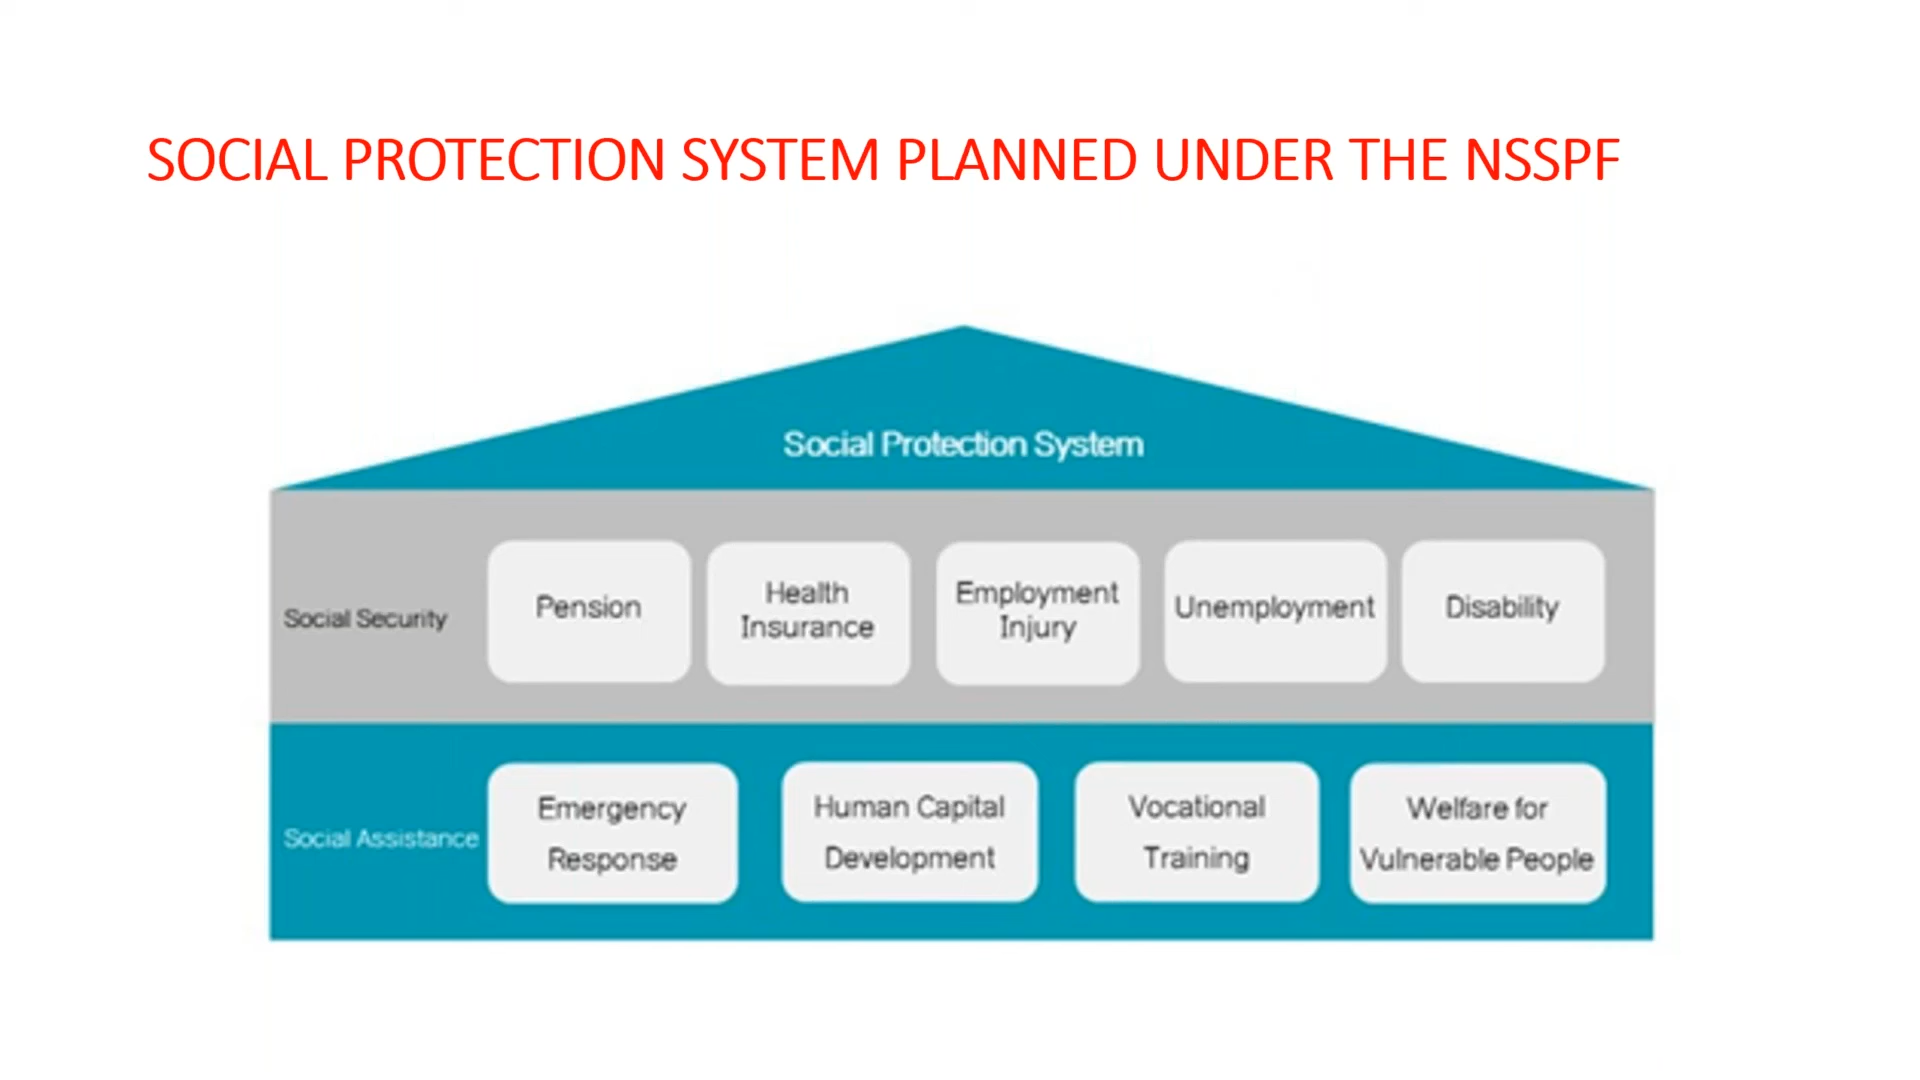 SOCIAL PROTECTION SYSTEM PLANNED UNDER THE NSSPF
Social Protection System
Social Security
Pension
Health
Insurance
Employment
Injury
Unemployment
Disability
Social Assistance
Emergency
Response
Human Capital
Development
Vocational
Training
Welfare for
Vulnerable People